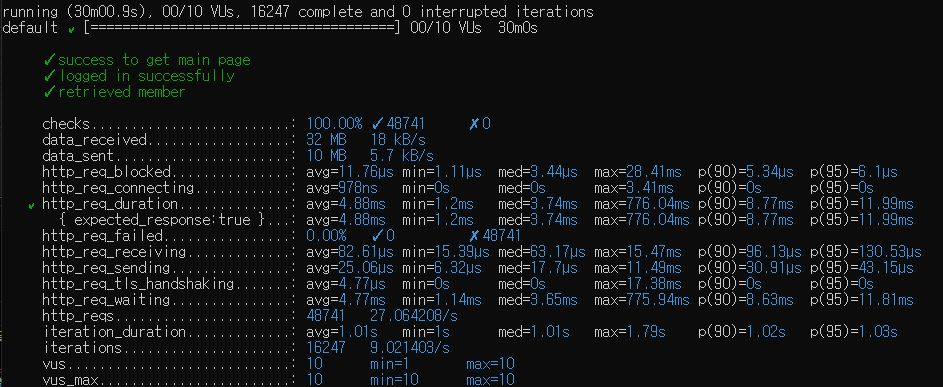 running (30m00.9s), 00/10 VUs, 16247 complete and 0 interrupted iterations
default ✓ [======================================] 00/10 VUs  30m0s

     ✓ success to get main page
     ✓ logged in successfully
     ✓ retrieved member

     checks.........................: 100.00% ✓ 48741     ✗ 0
     data_received..................: 32 MB   18 kB/s
     data_sent......................: 10 MB   5.7 kB/s
     http_req_blocked...............: avg=11.76µs min=1.11µs  med=3.44µs  max=28.41ms  p(90)=5.34µs  p(95)=6.1µs
     http_req_connecting............: avg=978ns   min=0s      med=0s      max=3.41ms   p(90)=0s      p(95)=0s
   ✓ http_req_duration..............: avg=4.88ms  min=1.2ms   med=3.74ms  max=776.04ms p(90)=8.77ms  p(95)=11.99ms
       { expected_response:true }...: avg=4.88ms  min=1.2ms   med=3.74ms  max=776.04ms p(90)=8.77ms  p(95)=11.99ms
     http_req_failed................: 0.00%   ✓ 0         ✗ 48741
     http_req_receiving.............: avg=82.61µs min=15.39µs med=63.17µs max=15.47ms  p(90)=96.13µs p(95)=130.53µs
     http_req_sending...............: avg=25.06µs min=6.32µs  med=17.7µs  max=11.49ms  p(90)=30.91µs p(95)=43.15µs
     http_req_tls_handshaking.......: avg=4.77µs  min=0s      med=0s      max=17.38ms  p(90)=0s      p(95)=0s
     http_req_waiting...............: avg=4.77ms  min=1.14ms  med=3.65ms  max=775.94ms p(90)=8.63ms  p(95)=11.81ms
     http_reqs......................: 48741   27.064208/s
     iteration_duration.............: avg=1.01s   min=1s      med=1.01s   max=1.79s    p(90)=1.02s   p(95)=1.03s
     iterations.....................: 16247   9.021403/s
     vus............................: 10      min=1       max=10
     vus_max........................: 10      min=10      max=10